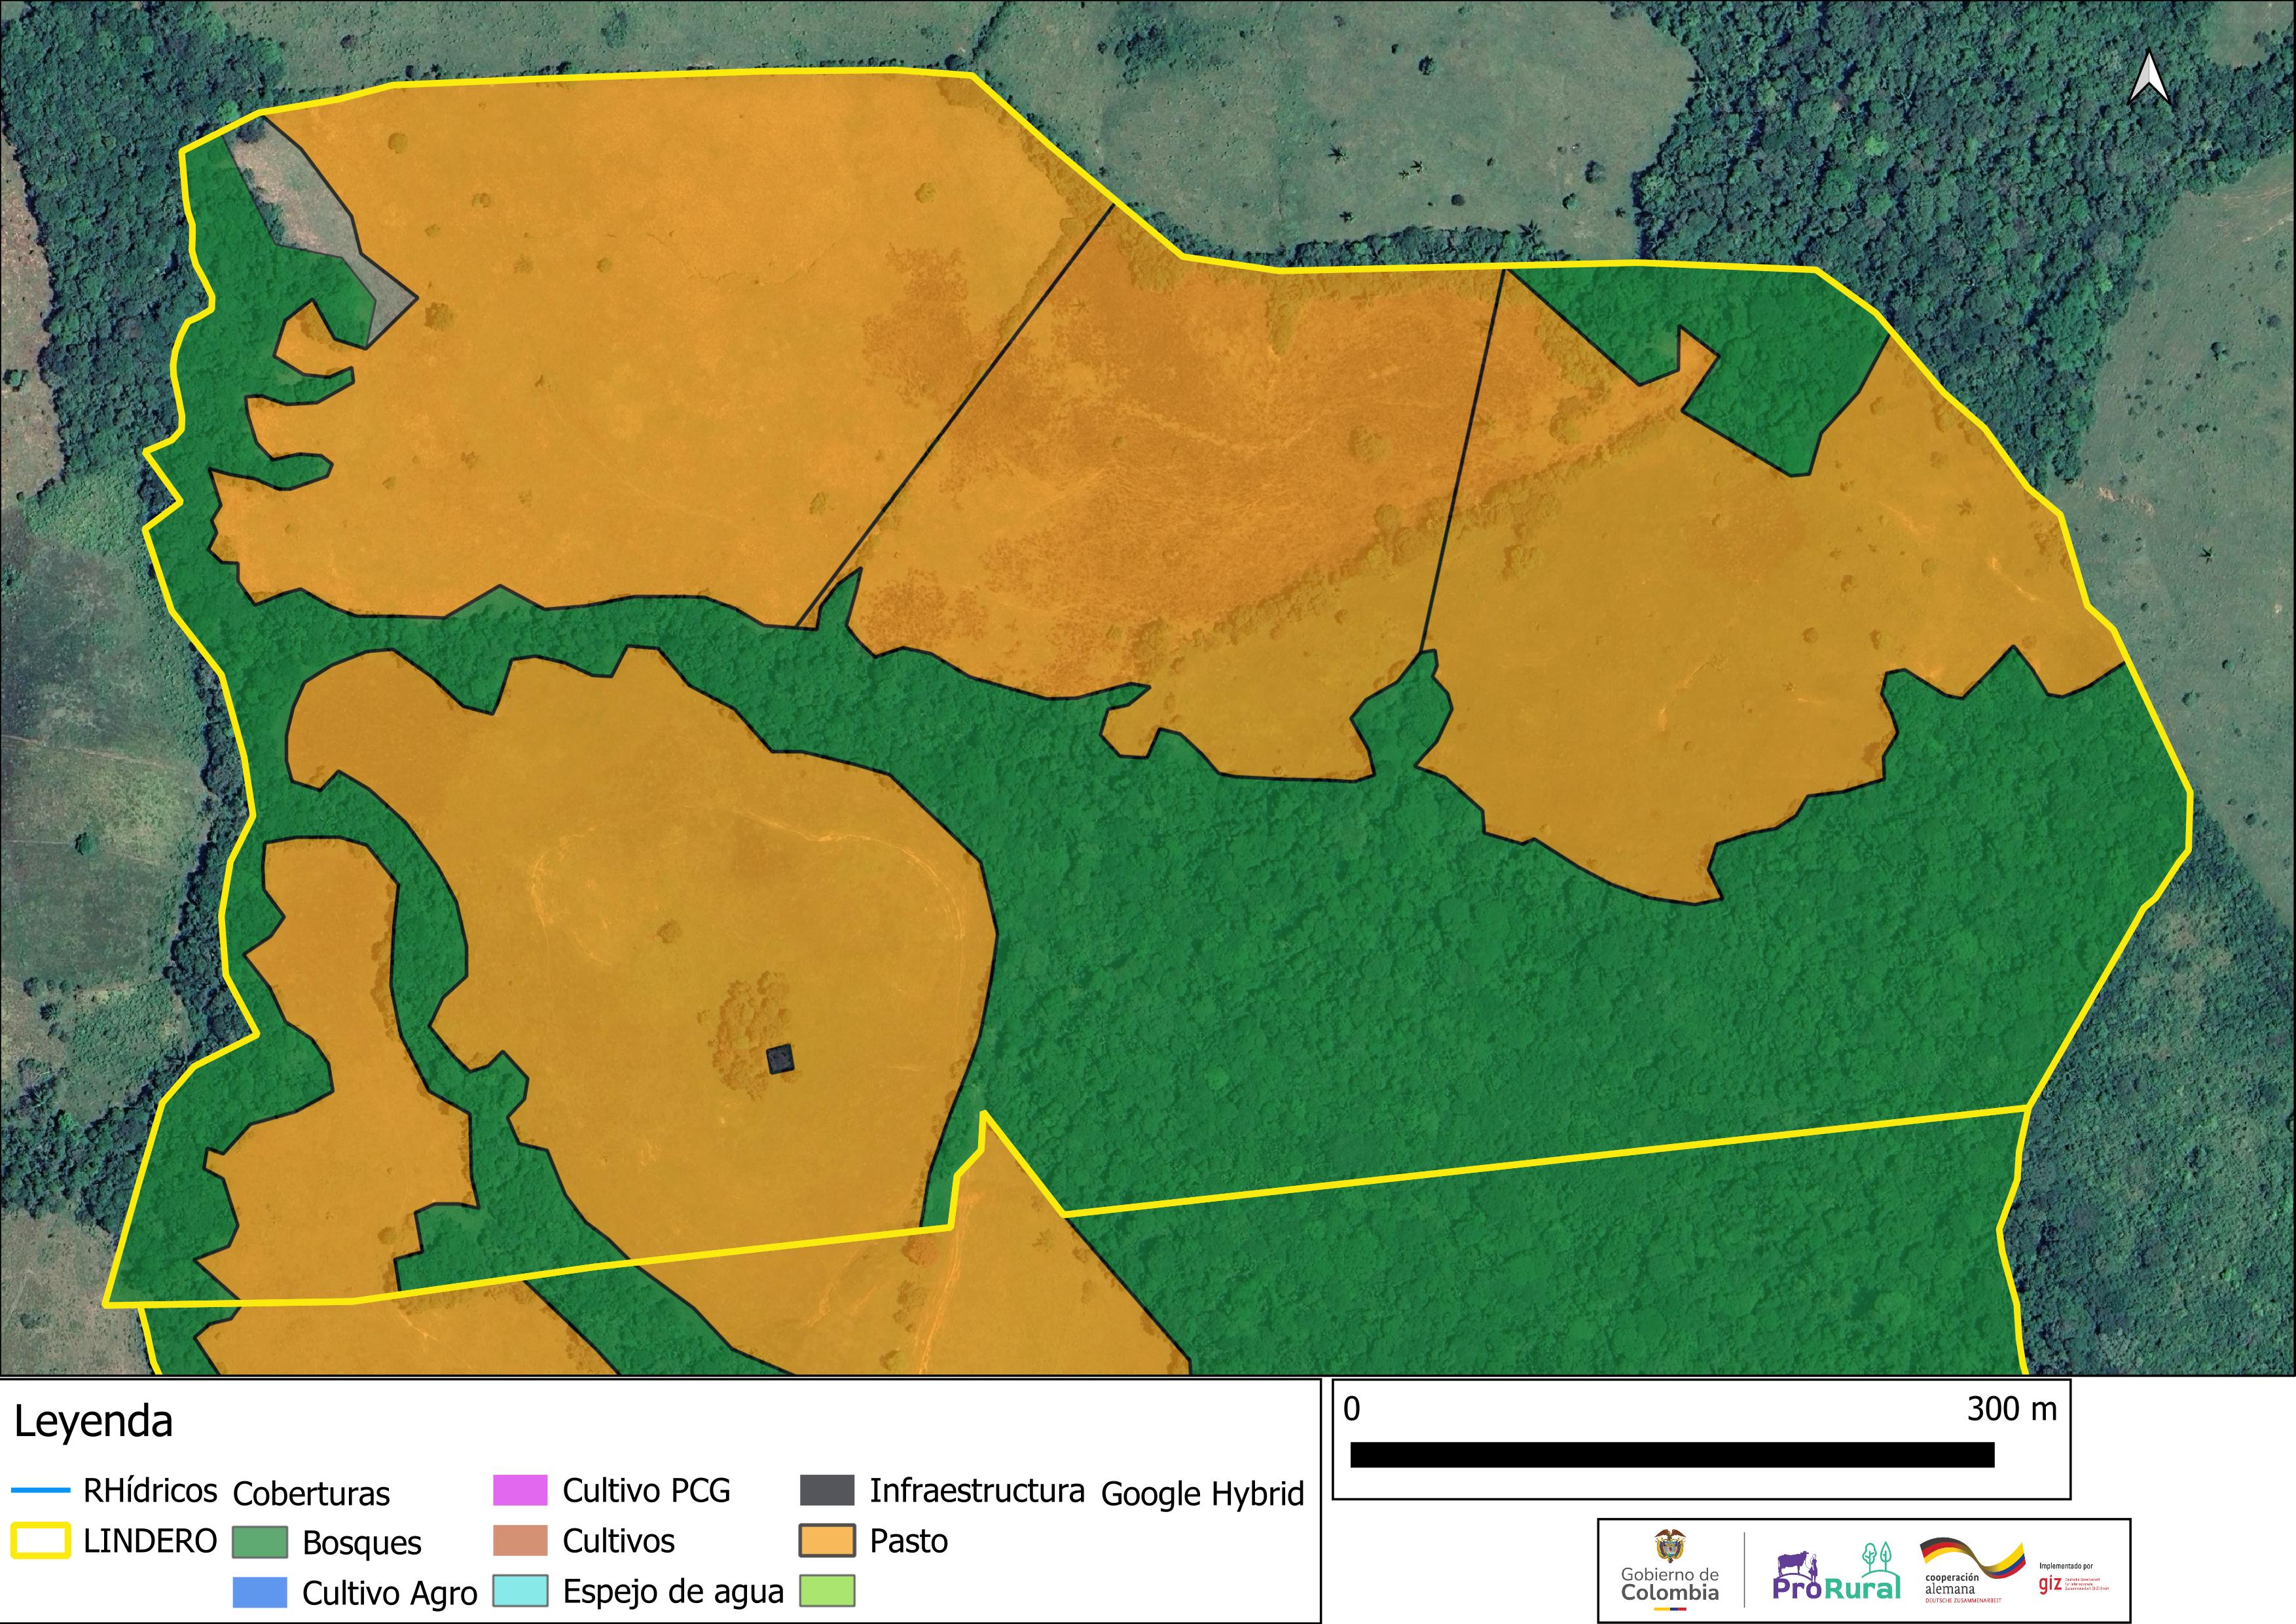 Leyenda
RHídricos
LINDERO
Coberturas
Bosques
Cultivo Agro
Cultivo PCG
Cultivos
Espejo de agua
Infraestructura
Pasto
Google Hybrid
0 300 m
Gobierno de
Colombia
ProRural
cooperación
alemana
DEUTSCHE ZUSAMMENARBEIT
Implementado por
giz